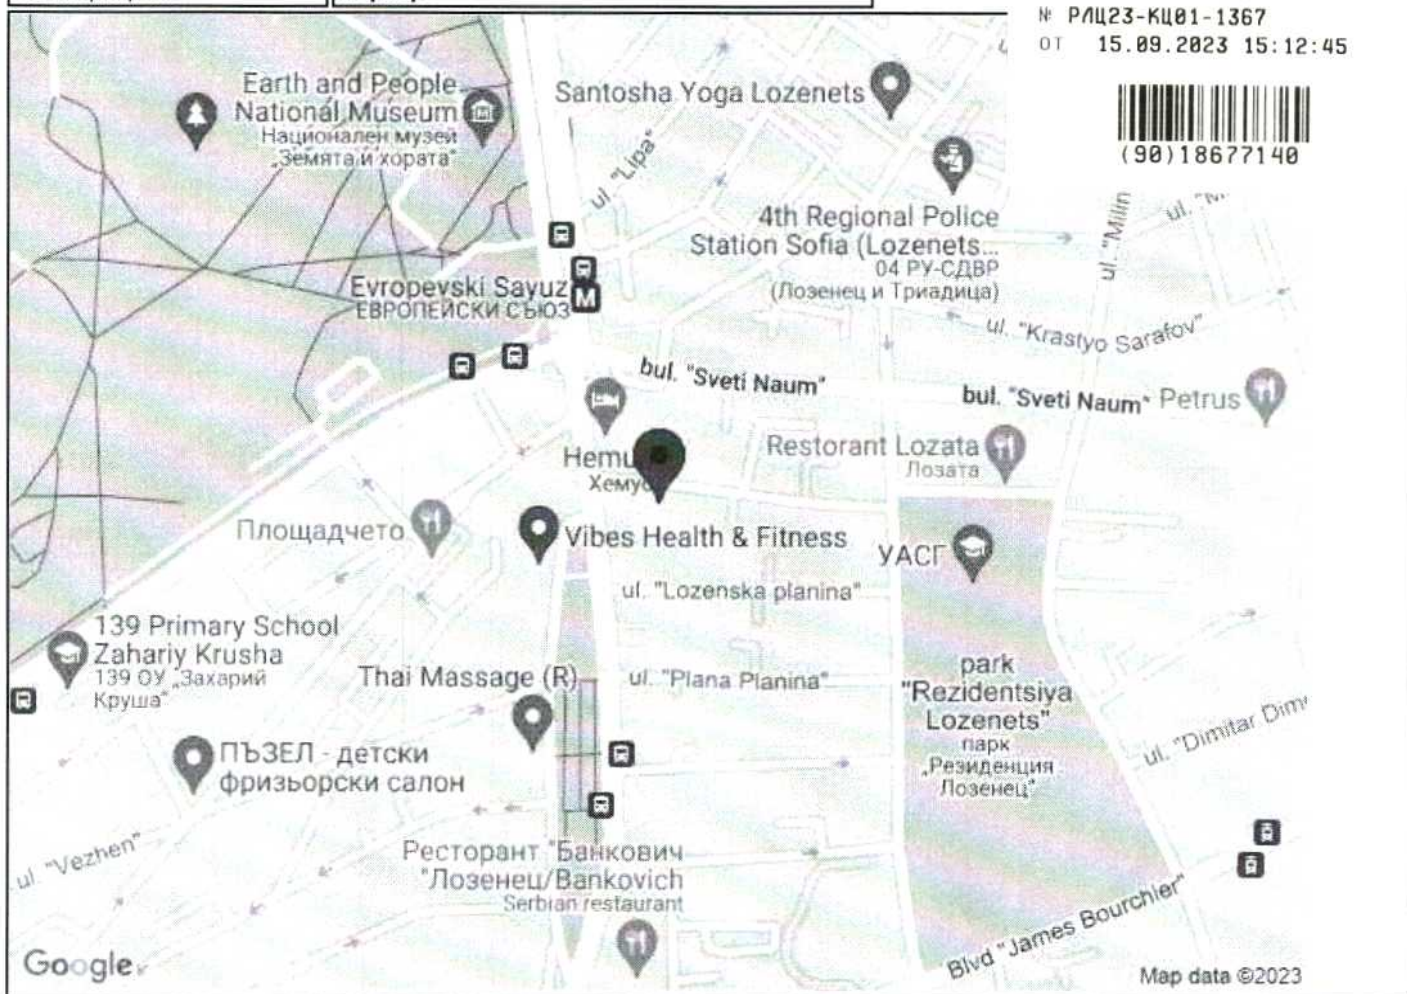 № РЛЦ23-КЦ01-1367
ОТ 15.09.2023 15:12:45
(90)18677140
Earth and People
National Museum
Национален музей
„Земята и хората“
Santosha Yoga Lozenets
ul. "Lipa"
4th Regional Police
Station Sofia (Lozenets...
04 РУ-СДВР
(Лозенец и Триадица)
ul. "Milin
ul. "M
Evropevski Sayuz
ЕВРОПЕЙСКИ СЪЮЗ
M
ul. "Krastyo Sarafov"
bul. "Sveti Naum"
bul. "Sveti Naum"
Petrus
Restorant Lozata
Лозата
Hemu
Хемус
Площадчето
Vibes Health & Fitness
УАСГ
ul. "Lozenska planina"
139 Primary School
Zahariy Krusha
139 ОУ „Захарий
Круша“
Thai Massage (R)
ul. "Plana Planina"
park
"Rezidentsiya
Lozenets"
парк
„Резиденция
Лозенец“
ul. "Dimitar Dim
ПЪЗЕЛ - детски
фризьорски салон
ul. "Vezhen"
Ресторант "Банкович
"Лозенец/Bankovich
Serbian restaurant
Blvd "James Bourchier"
Google
Map data ©2023